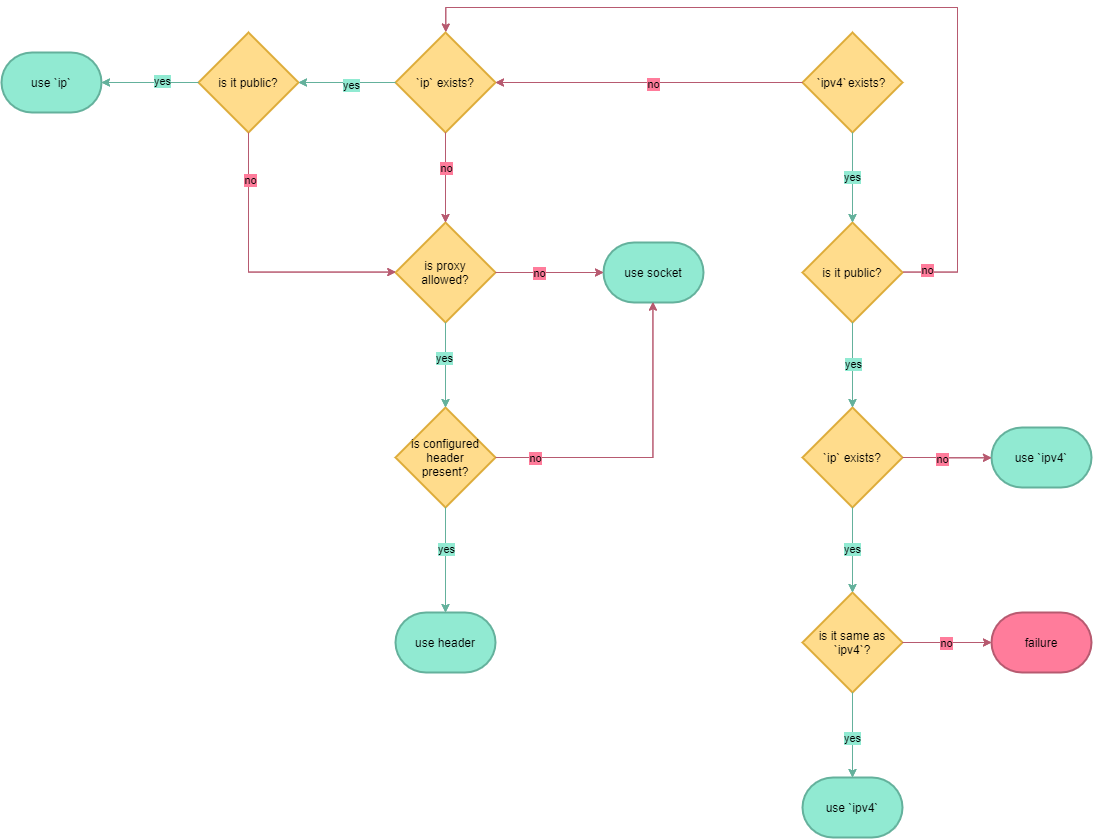 use `ip`
yes
is it public?
yes
`ip` exists?
no
`ipv4` exists?
no
no
yes
is proxy
allowed?
no
use socket
is it public?
no
yes
yes
is configured
header
present?
no
`ip` exists?
no
use `ipv4`
yes
yes
use header
is it same as
`ipv4`?
no
failure
yes
use `ipv4`